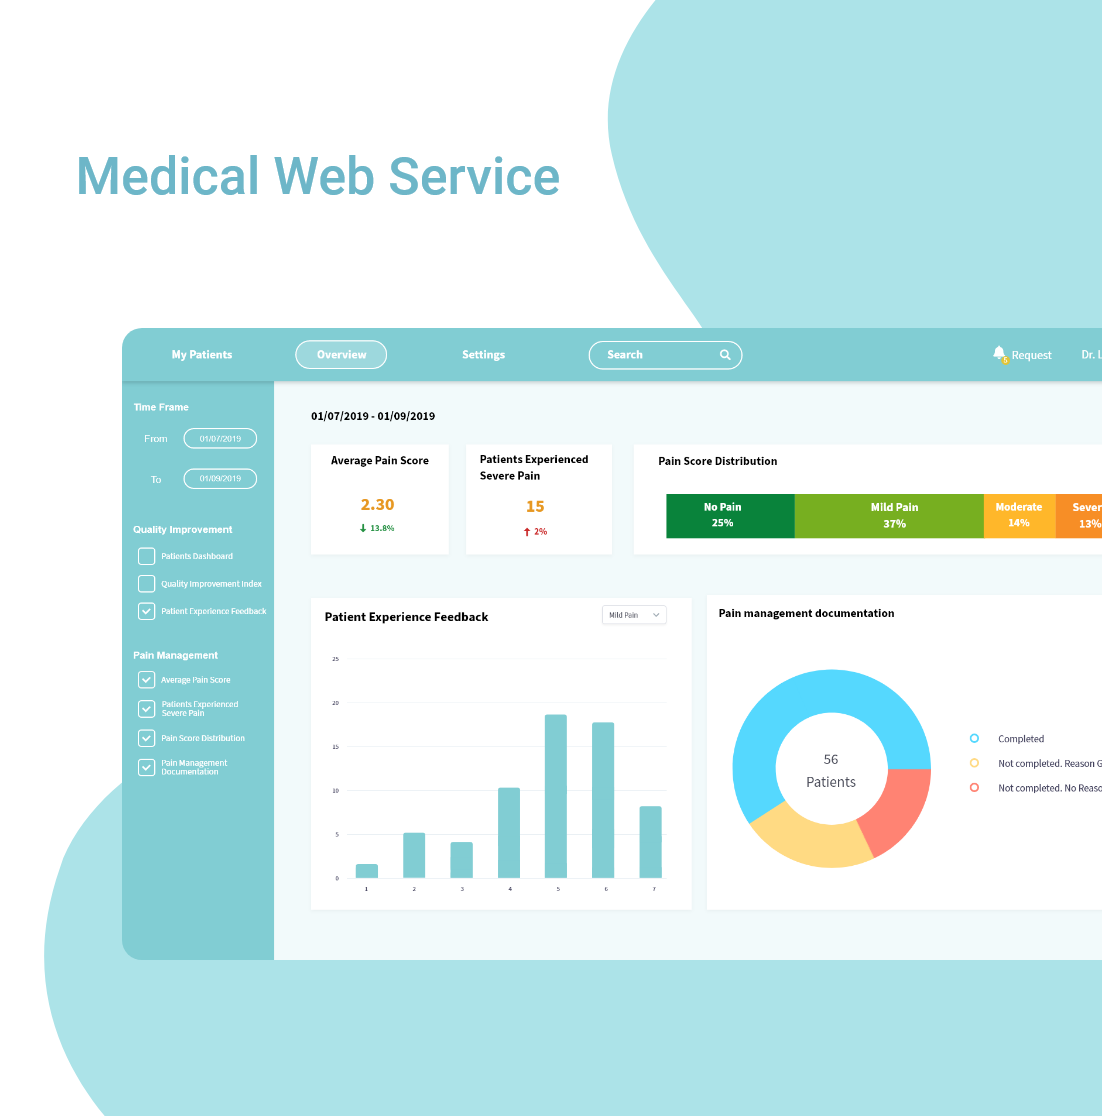 Medical Web Service
My Patients
Overview
Settings
Search
5
Request
Dr.
Time Frame
From
01/07/2019
To
01/09/2019
Quality Improvement
Patients Dashboard
Quality Improvement Index
Patient Experience Feedback
Pain Management
Average Pain Score
Patients Experienced
Severe Pain
Pain Score Distribution
Pain Management
Documentation
01/07/2019 - 01/09/2019
Average Pain Score
2.30
13.8%
Patients Experienced
Severe Pain
15
2%
Pain Score Distribution
No Pain
25%
Mild Pain
37%
Moderate
14%
Sever
13%
Patient Experience Feedback
Mild Pain
25
20
15
10
5
0
1 2 3 4 5 6 7
Pain management documentation
56
Patients
Completed
Not completed. Reason G
Not completed. No Reaso